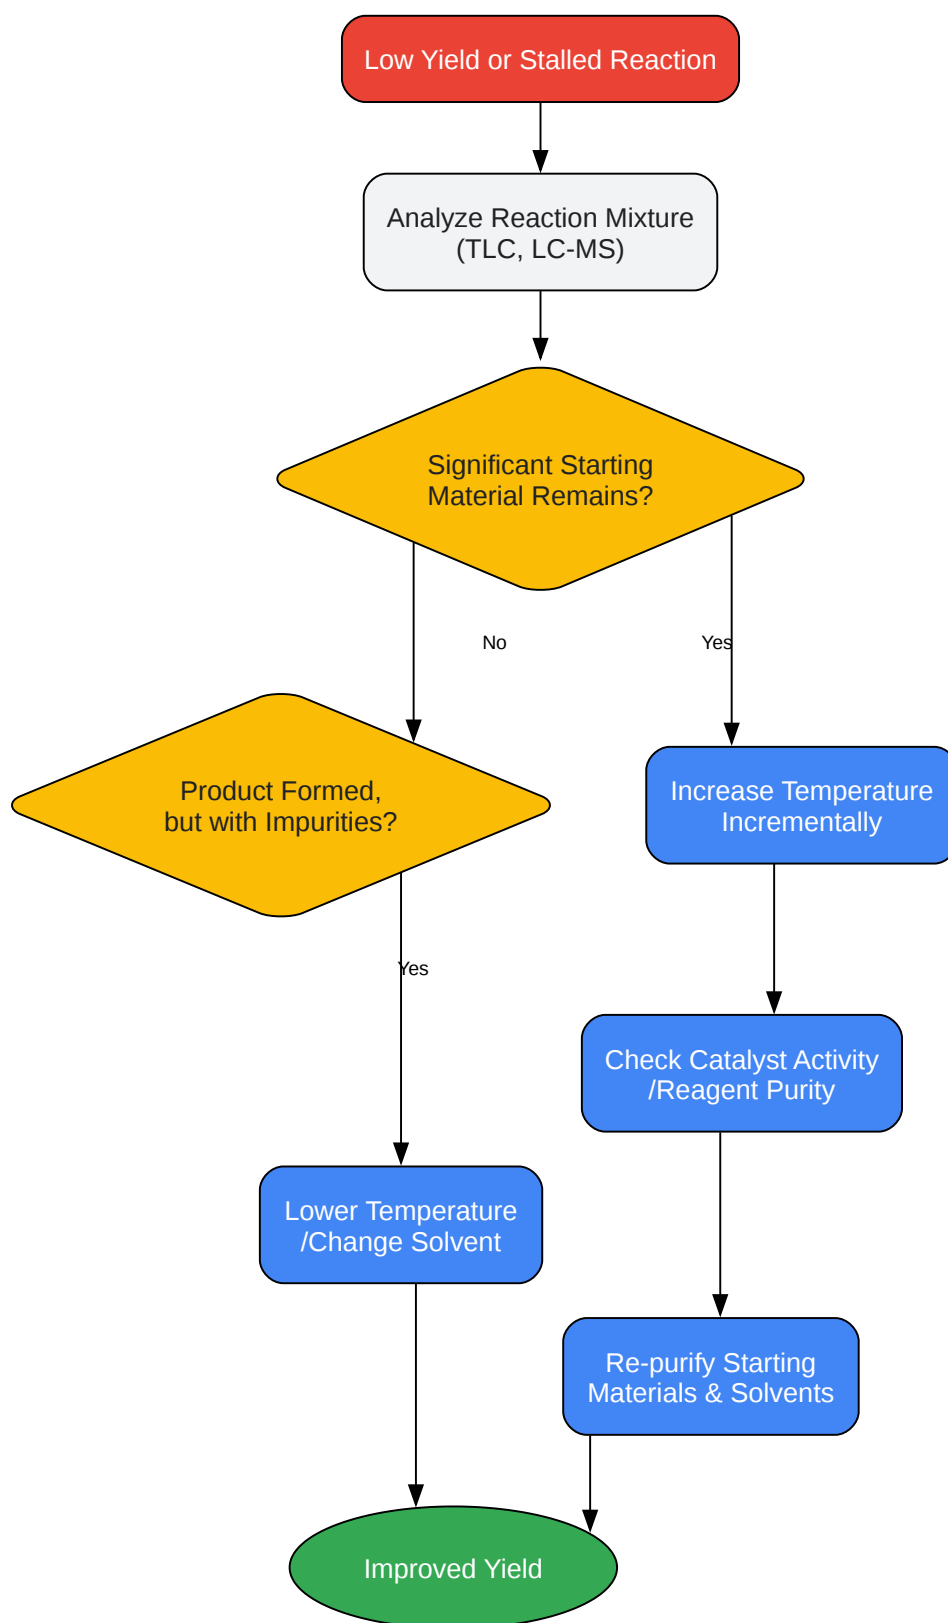 Low Yield or Stalled Reaction
Analyze Reaction Mixture
(TLC, LC-MS)
Significant Starting
Material Remains?
No
Yes
Product Formed,
but with Impurities?
Increase Temperature
Incrementally
Yes
Check Catalyst Activity
/Reagent Purity
Lower Temperature
/Change Solvent
Re-purify Starting
Materials & Solvents
Improved Yield